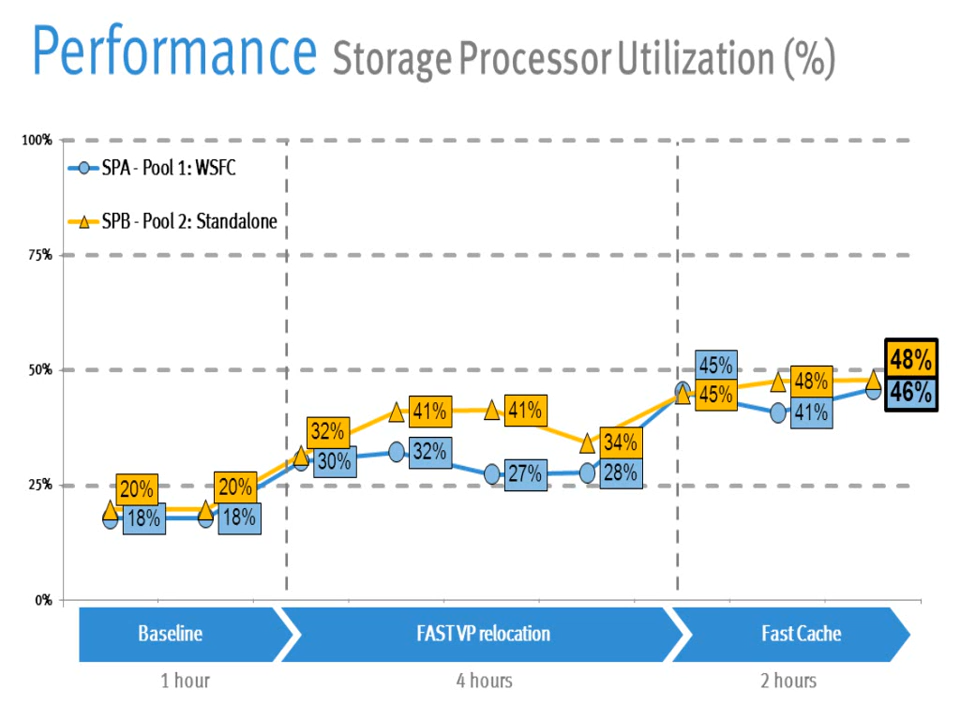 Performance Storage Processor Utilization (%)
100%
SPA - Pool 1: WSFC
SPB - Pool 2: Standalone
75%
50%
25%
0%
20%
18%
20%
18%
32%
30%
41%
32%
41%
27%
34%
28%
45%
45%
48%
41%
48%
46%
Baseline
FAST VP relocation
Fast Cache
1 hour
4 hours
2 hours